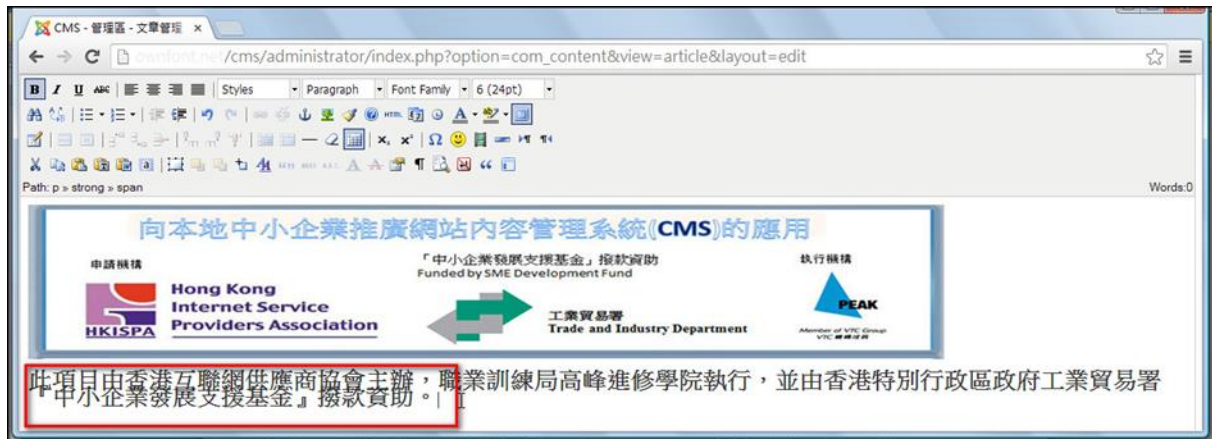 CMS - 管理區 - 文章管理 ×
/cms/administrator/index.php?option=com_content&view=article&layout=edit
B I U ABC Styles Paragraph Font Family 6 (24pt)
HTML A
x, x² Ω
Path: p » strong » span Words:0
向本地中小企業推廣網站內容管理系統(CMS)的應用
申請機構 「中小企業發展支援基金」撥款資助 執行機構
Funded by SME Development Fund
Hong Kong
Internet Service
Providers Association
HKISPA
工業貿易署
Trade and Industry Department
PEAK
Member of VTC Group
VTC 機構成員
此項目由香港互聯網供應商協會主辦，職業訓練局高峰進修學院執行，並由香港特別行政區政府工業貿易署
『中小企業發展支援基金』撥款資助。